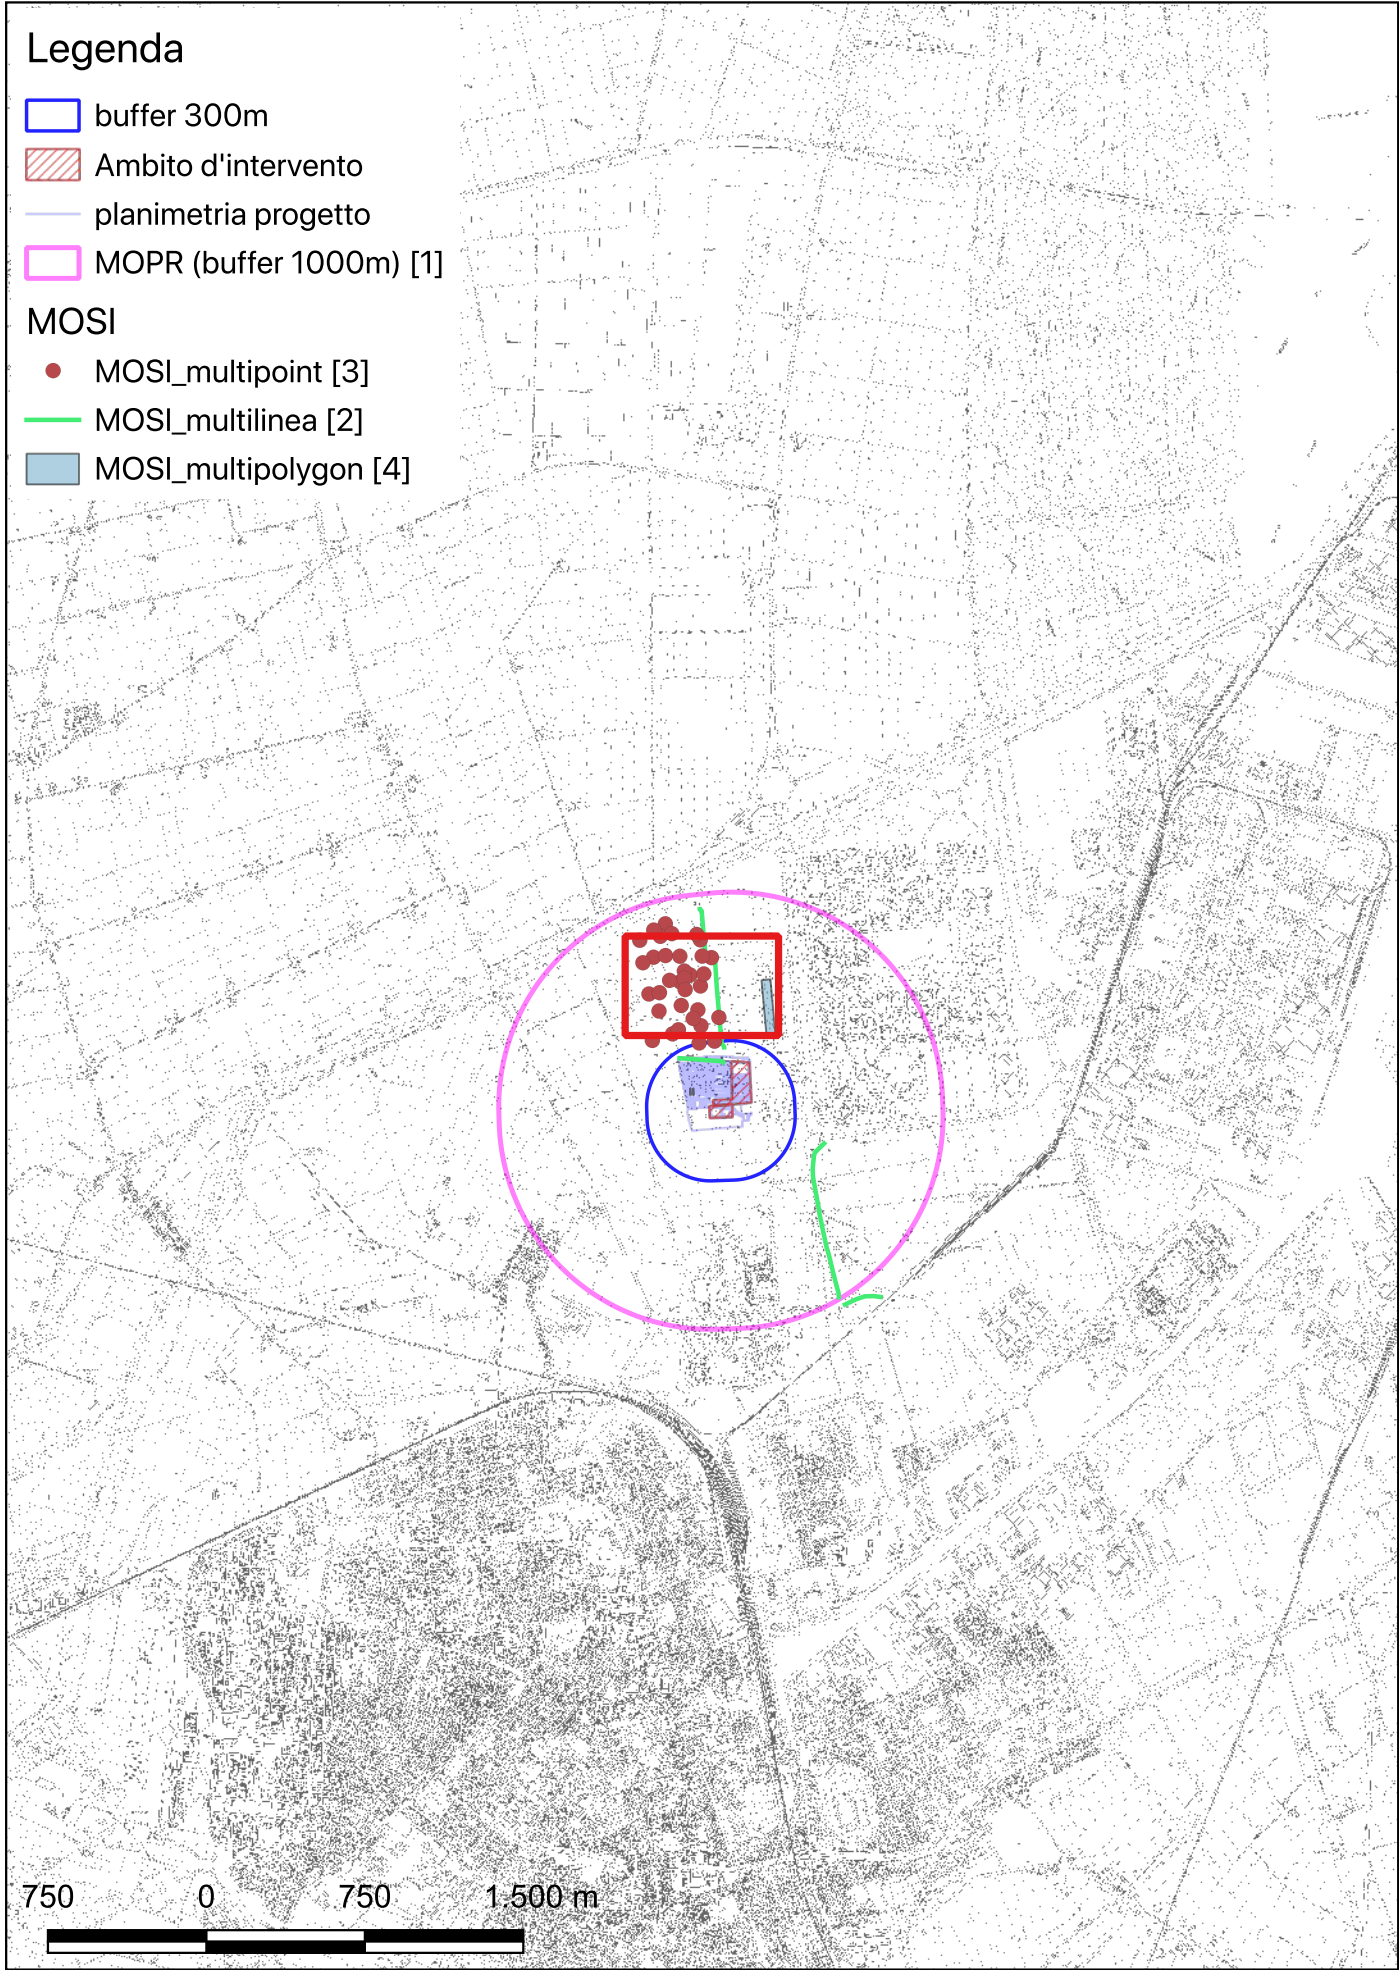 Legenda
buffer 300m
Ambito d'intervento
planimetria progetto
MOPR (buffer 1000m) [1]
MOSI
MOSI_multipoint [3]
MOSI_multilinea [2]
MOSI_multipolygon [4]
750 0 750 1.500 m